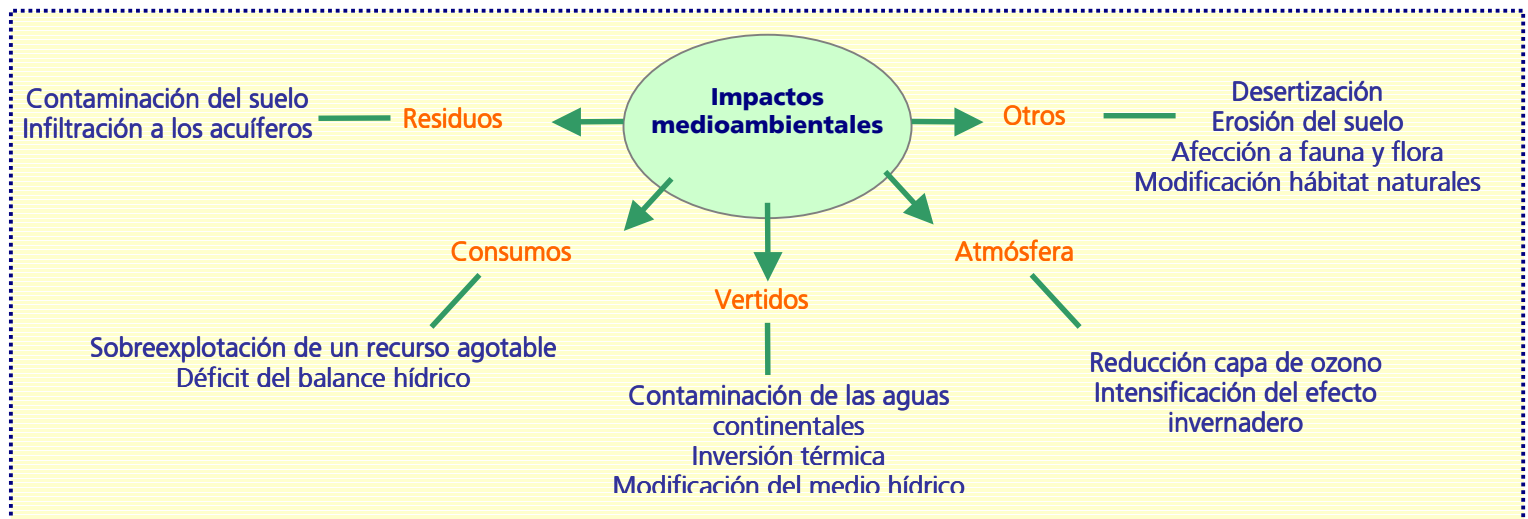 Impactos
medioambientales
Contaminación del suelo
Infiltración a los acuíferos
Residuos
Otros
Desertización
Erosión del suelo
Afección a fauna y flora
Modificación hábitat naturales
Consumos
Sobreexplotación de un recurso agotable
Déficit del balance hídrico
Vertidos
Contaminación de las aguas
continentales
Inversión térmica
Modificación del medio hídrico
Atmósfera
Reducción capa de ozono
Intensificación del efecto
invernadero